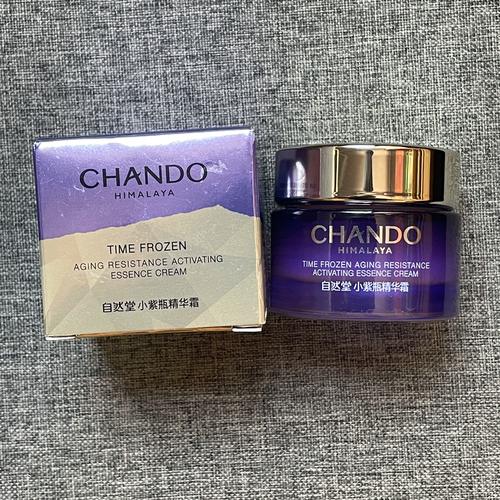 CHANDO
HIMALAYA
TIME FROZEN
AGING RESISTANCE ACTIVATING
ESSENCE CREAM
自然堂 小紫瓶精华霜
CHANDO
HIMALAYA
TIME FROZEN AGING RESISTANCE
ACTIVATING ESSENCE CREAM
自然堂 小紫瓶精华霜